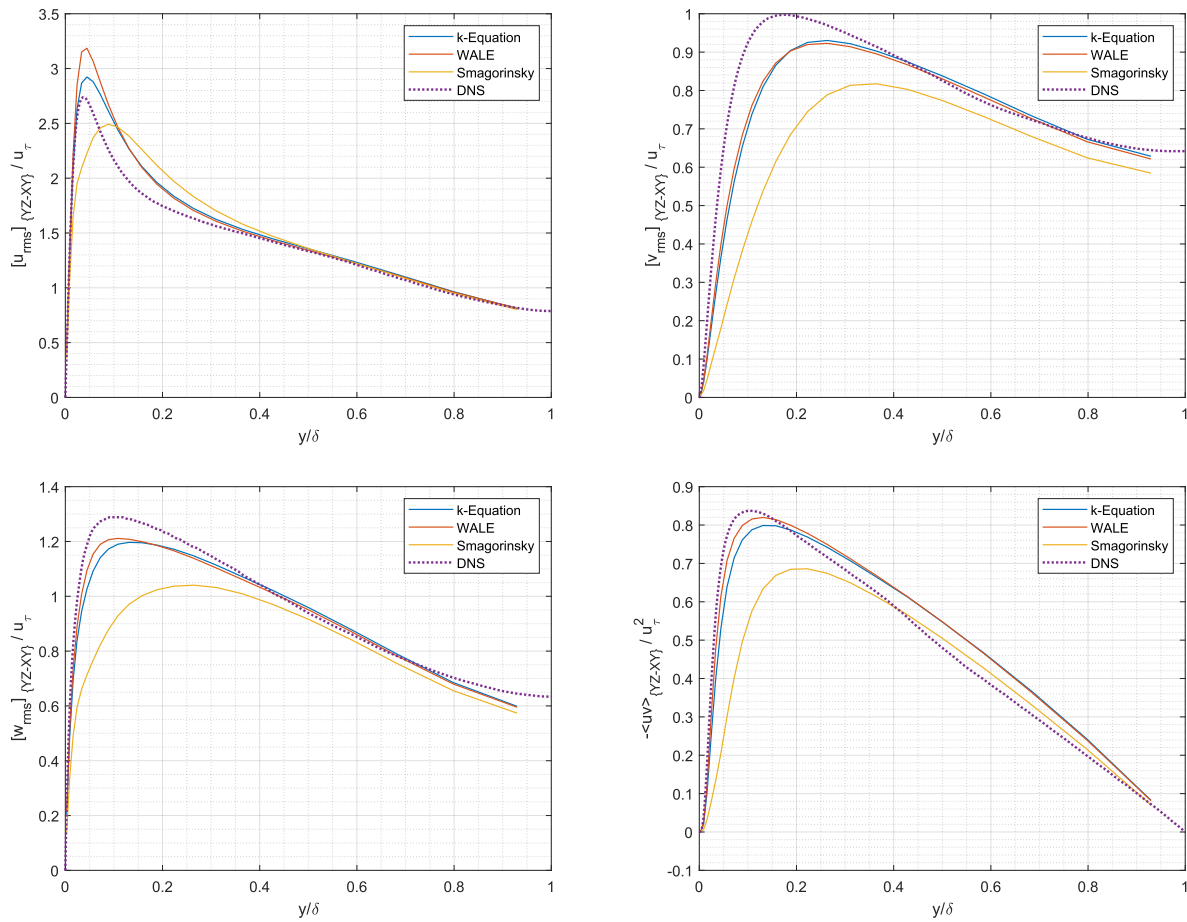 3.5
3
2.5
2
1.5
1
0.5
0
[u_rms]_{YZ-XY} / u_τ
0 0.2 0.4 0.6 0.8 1
y/δ
k-Equation
WALE
Smagorinsky
DNS
1
0.9
0.8
0.7
0.6
0.5
0.4
0.3
0.2
0.1
0
[v_rms]_{YZ-XY} / u_τ
0 0.2 0.4 0.6 0.8 1
y/δ
k-Equation
WALE
Smagorinsky
DNS
1.4
1.2
1
0.8
0.6
0.4
0.2
0
[w_rms]_{YZ-XY} / u_τ
0 0.2 0.4 0.6 0.8 1
y/δ
k-Equation
WALE
Smagorinsky
DNS
0.9
0.8
0.7
0.6
0.5
0.4
0.3
0.2
0.1
0
-0.1
-<uv>_{YZ-XY} / u_τ^2
0 0.2 0.4 0.6 0.8 1
y/δ
k-Equation
WALE
Smagorinsky
DNS